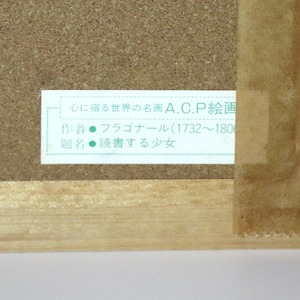 心に宿る世界の名画 A.C.P絵画
作者●フラゴナール(1732〜1806
題名●読書する少女